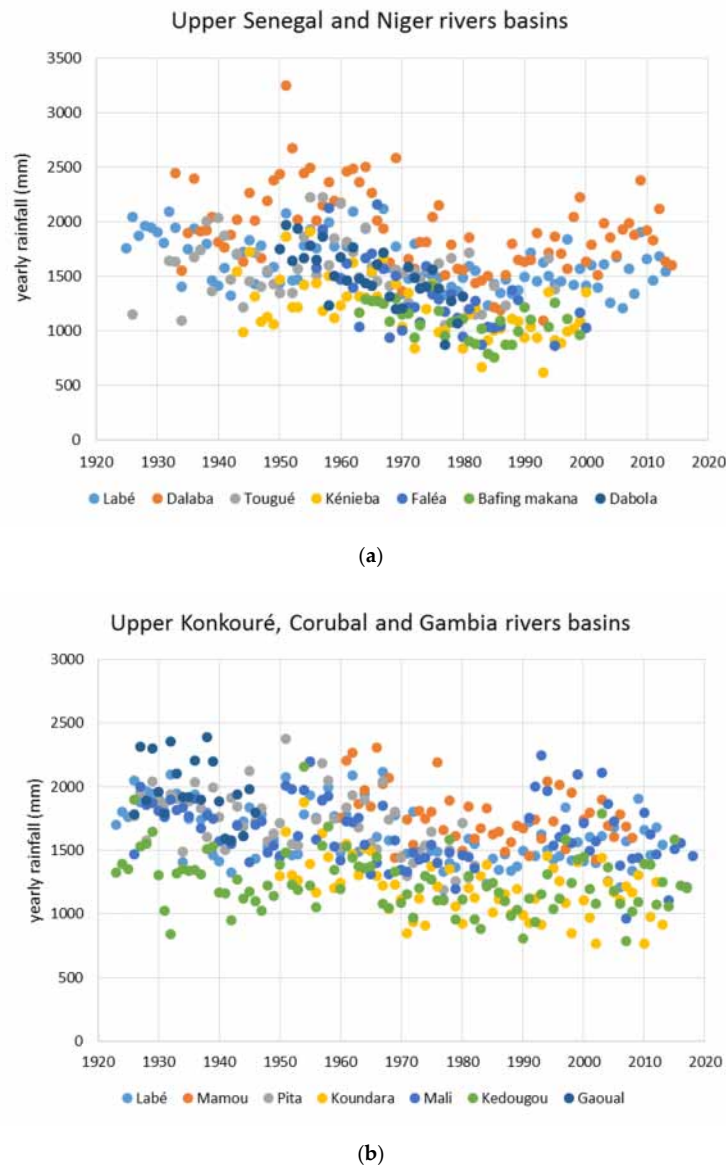 Upper Senegal and Niger rivers basins
3500
3000
2500
2000
1500
1000
500
0
yearly rainfall (mm)
1920 1930 1940 1950 1960 1970 1980 1990 2000 2010 2020
Labé Dalaba Tougué Kénieba Faléa Bafing makana Dabola
(a)
Upper Konkouré, Corubal and Gambia rivers basins
3000
2500
2000
1500
1000
500
0
yearly rainfall (mm)
1920 1930 1940 1950 1960 1970 1980 1990 2000 2010 2020
Labé Mamou Pita Koundara Mali Kedougou Gaoual
(b)